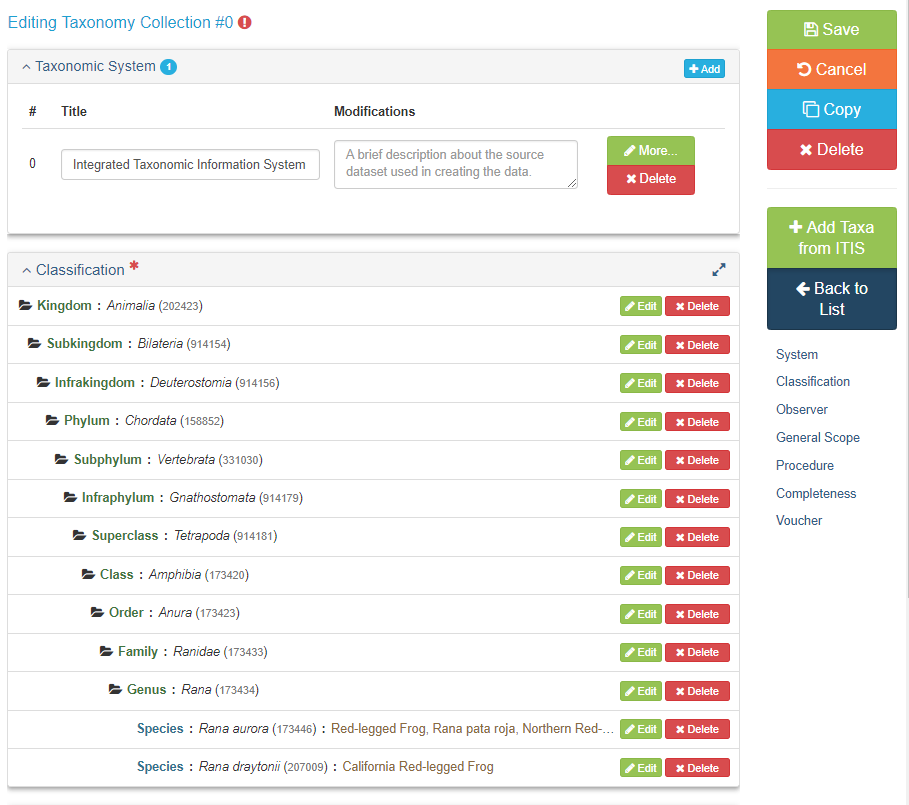 Editing Taxonomy Collection #0
Taxonomic System 1
Add
# Title Modifications
0 Integrated Taxonomic Information System
A brief description about the source
dataset used in creating the data.
More...
Delete
Classification *
Kingdom : Animalia (202423) Edit Delete
Subkingdom : Bilateria (914154) Edit Delete
Infrakingdom : Deuterostomia (914156) Edit Delete
Phylum : Chordata (158852) Edit Delete
Subphylum : Vertebrata (331030) Edit Delete
Infraphylum : Gnathostomata (914179) Edit Delete
Superclass : Tetrapoda (914181) Edit Delete
Class : Amphibia (173420) Edit Delete
Order : Anura (173423) Edit Delete
Family : Ranidae (173433) Edit Delete
Genus : Rana (173434) Edit Delete
Species : Rana aurora (173446) : Red-legged Frog, Rana pata roja, Northern Red-... Edit Delete
Species : Rana draytonii (207009) : California Red-legged Frog Edit Delete
Save
Cancel
Copy
Delete
Add Taxa
from ITIS
Back to
List
System
Classification
Observer
General Scope
Procedure
Completeness
Voucher